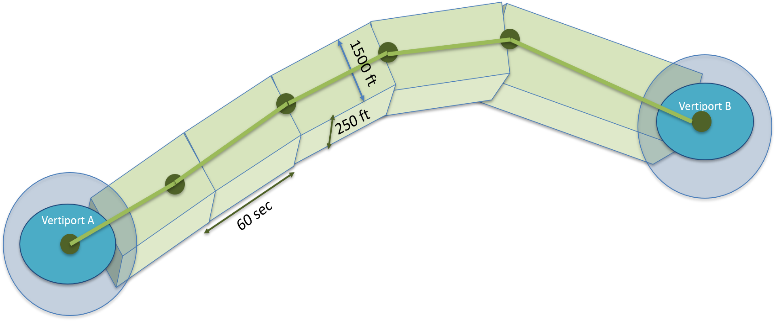 1500 ft
Vertiport B
250 ft
Vertiport A
60 sec